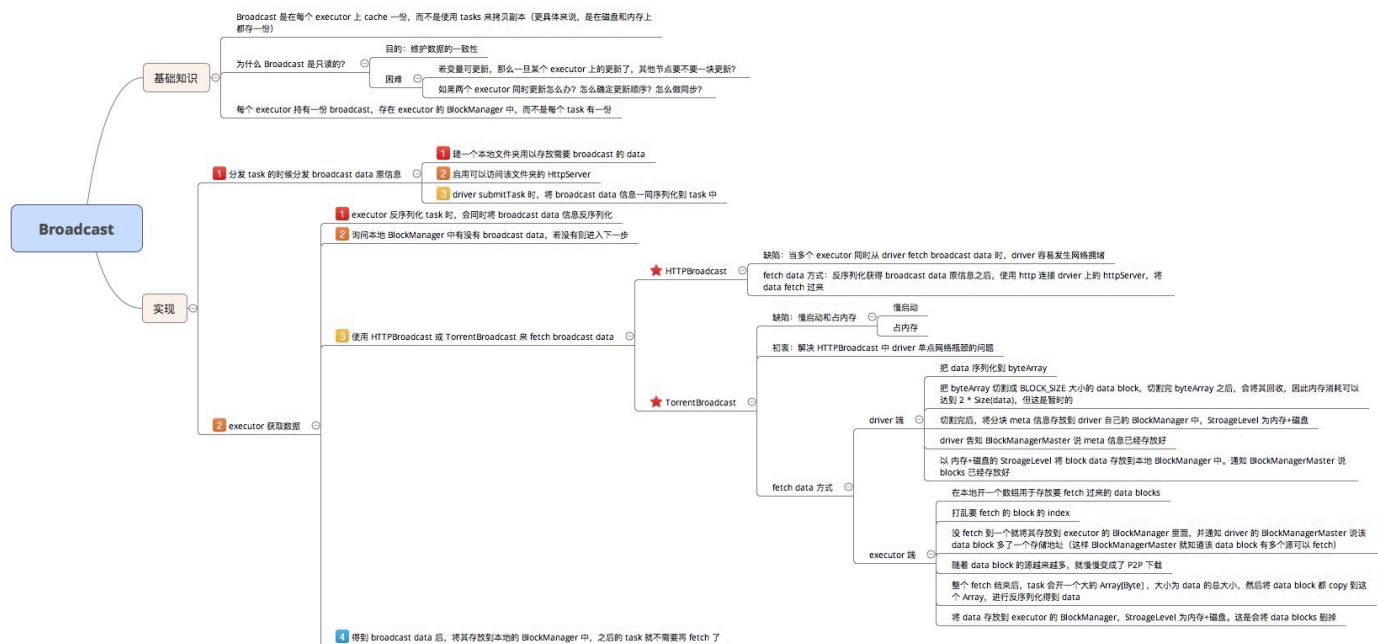 Broadcast
基础知识
Broadcast 是在每个 executor 上 cache 一份，而不是使用 tasks 来拷贝副本（更具体来说，是在磁盘和内存上
都存一份）
为什么 Broadcast 是只读的？
目的：维护数据的一致性
困难
若变量可更新，那么一旦某个 executor 上的更新了，其他节点要不要一块更新？
如果两个 executor 同时更新怎么办？怎么确定更新顺序？怎么做同步？
每个 executor 持有一份 broadcast，存在 executor 的 BlockManager 中，而不是每个 task 有一份
实现
1 分发 task 的时候分发 broadcast data 原信息
1 建一个本地文件夹用以存放需要 broadcast 的 data
2 启用可以访问该文件夹的 HttpServer
3 driver submitTask 时，将 broadcast data 信息一同序列化到 task 中
2 executor 获取数据
1 executor 反序列化 task 时，会同时将 broadcast data 信息反序列化
2 询问本地 BlockManager 中有没有 broadcast data，若没有则进入下一步
3 使用 HTTPBroadcast 或 TorrentBroadcast 来 fetch broadcast data
HTTPBroadcast
缺陷：当多个 executor 同时从 driver fetch broadcast data 时，driver 容易发生网络拥堵
fetch data 方式：反序列化获得 broadcast data 原信息之后，使用 http 连接 drvier 上的 httpServer，将
data fetch 过来
TorrentBroadcast
缺陷：慢启动和占内存
慢启动
占内存
初衷：解决 HTTPBroadcast 中 driver 单点网络瓶颈的问题
fetch data 方式
driver 端
把 data 序列化到 byteArray
把 byteArray 切割成 BLOCK_SIZE 大小的 data block，切割完 byteArray 之后，会将其回收，因此内存消耗可以
达到 2 * Size(data)，但这是暂时的
切割完后，将分块 meta 信息存放到 driver 自己的 BlockManager 中，StroageLevel 为内存+磁盘
driver 告知 BlockManagerMaster 说 meta 信息已经存放好
以 内存+磁盘的 StroageLevel 将 block data 存放到本地 BlockManager 中。通知 BlockManagerMaster 说
blocks 已经存放好
executor 端
在本地开一个数组用于存放要 fetch 过来的 data blocks
打乱要 fetch 的 block 的 index
没 fetch 到一个就将其存放到 executor 的 BlockManager 里面，并通知 driver 的 BlockManagerMaster 说该
data block 多了一个存储地址（这样 BlockManagerMaster 就知道该 data block 有多个源可以 fetch）
随着 data block 的源越来越多，就慢慢变成了 P2P 下载
整个 fetch 结束后，task 会开一个大的 Array[Byte] ，大小为 data 的总大小，然后将 data block 都 copy 到这
个 Array，进行反序列化得到 data
将 data 存放到 executor 的 BlockManager，StroageLevel 为内存+磁盘。这是会将 data blocks 删掉
4 得到 broadcast data 后，将其存放到本地的 BlockManager 中，之后的 task 就不需要再 fetch 了